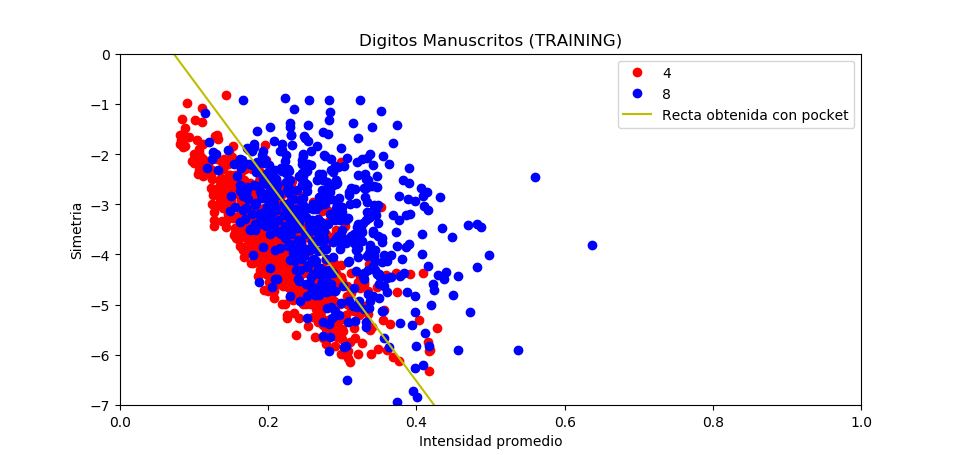 Digitos Manuscritos (TRAINING)
4
8
Recta obtenida con pocket
Simetria
0
−1
−2
−3
−4
−5
−6
−7
0.0 0.2 0.4 0.6 0.8 1.0
Intensidad promedio